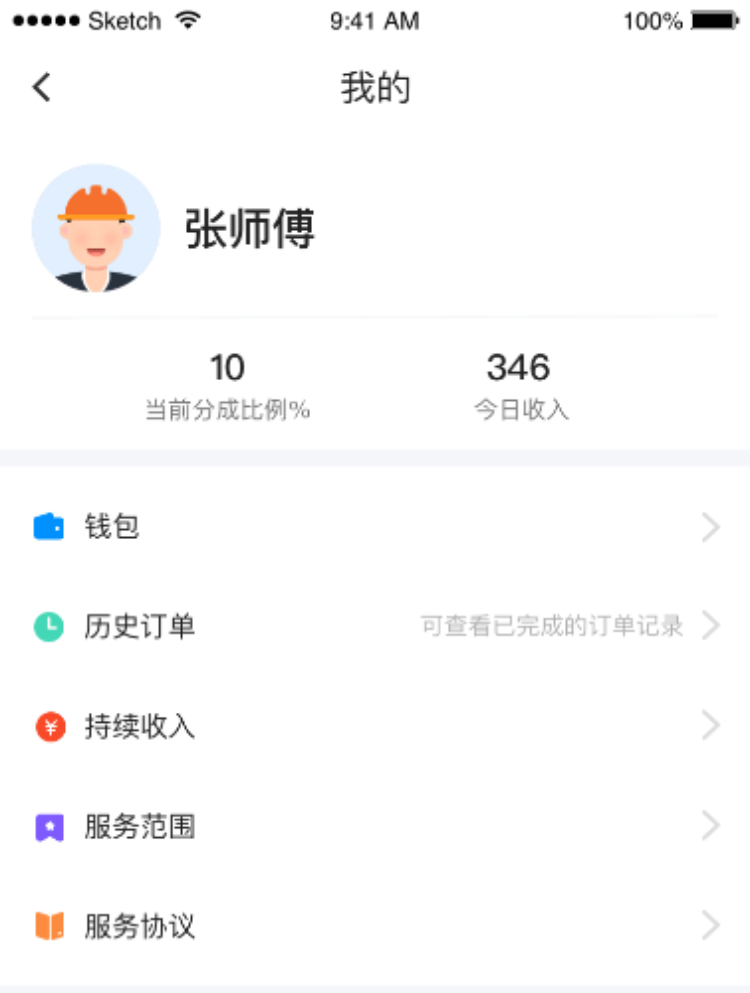 Sketch 9:41 AM 100%
我的
张师傅
10 346
当前分成比例% 今日收入
钱包
历史订单 可查看已完成的订单记录
¥ 持续收入
服务范围
服务协议